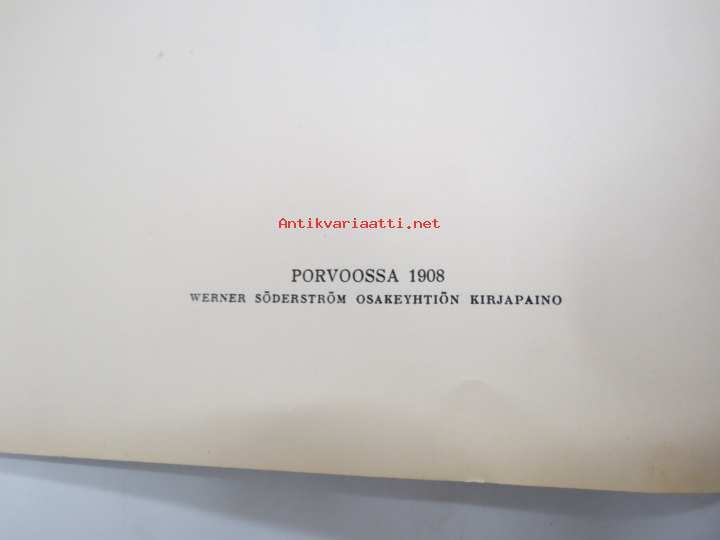 Antikvariaatti.net
PORVOOSSA 1908
WERNER SÖDERSTRÖM OSAKEYHTIÖN KIRJAPAINO